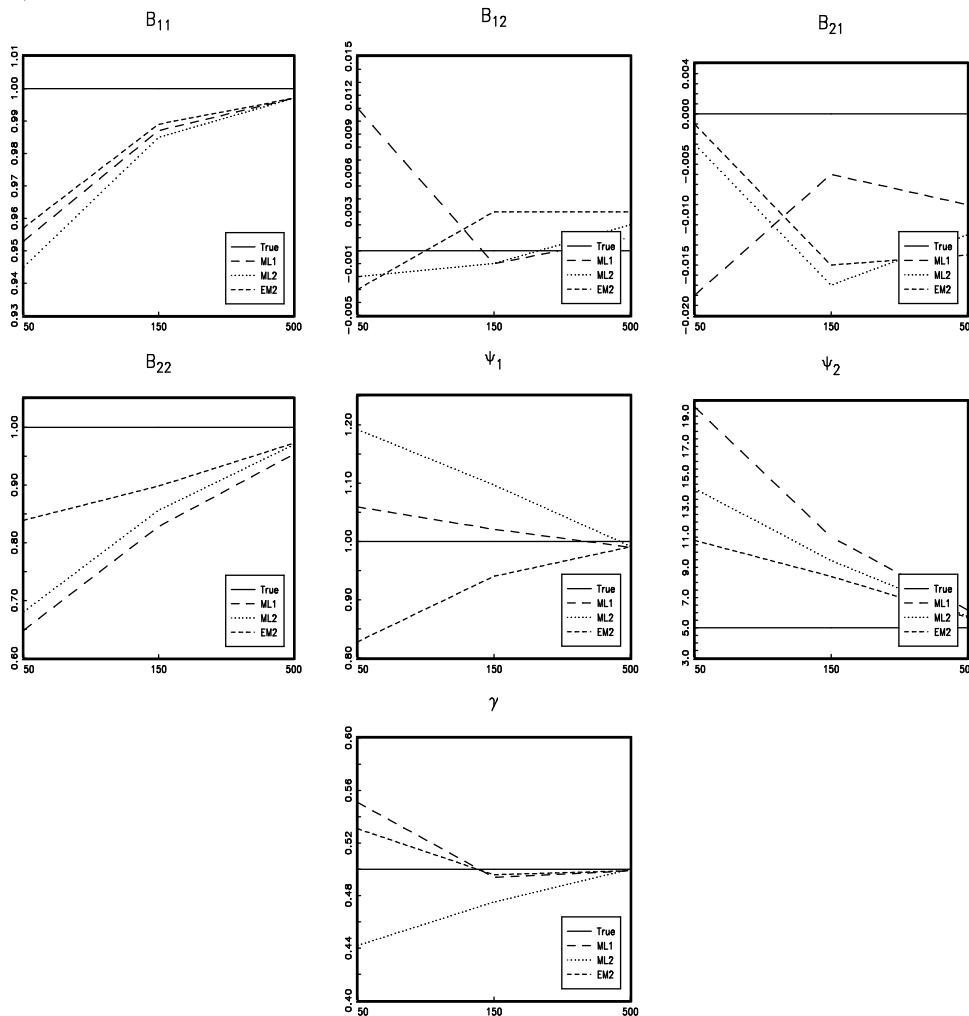 B₁₁
1.01
1.00
0.99
0.98
0.97
0.96
0.95
0.94
0.93
True
ML1
ML2
EM2
50 150 500
B₁₂
0.015
0.012
0.009
0.006
0.003
−0.001
−0.005
True
ML1
ML2
EM2
50 150 500
B₂₁
0.004
0.000
−0.005
−0.010
−0.015
−0.020
True
ML1
ML2
EM2
50 150
B₂₂
1.00
0.90
0.80
0.70
0.60
True
ML1
ML2
EM2
50 150 500
ψ₁
1.20
1.10
1.00
0.90
0.80
True
ML1
ML2
EM2
50 150 500
ψ₂
19.0
17.0
15.0
13.0
11.0
9.0
7.0
5.0
3.0
True
ML1
ML2
EM2
50 150
γ
0.60
0.56
0.52
0.48
0.44
0.40
True
ML1
ML2
EM2
50 150 500